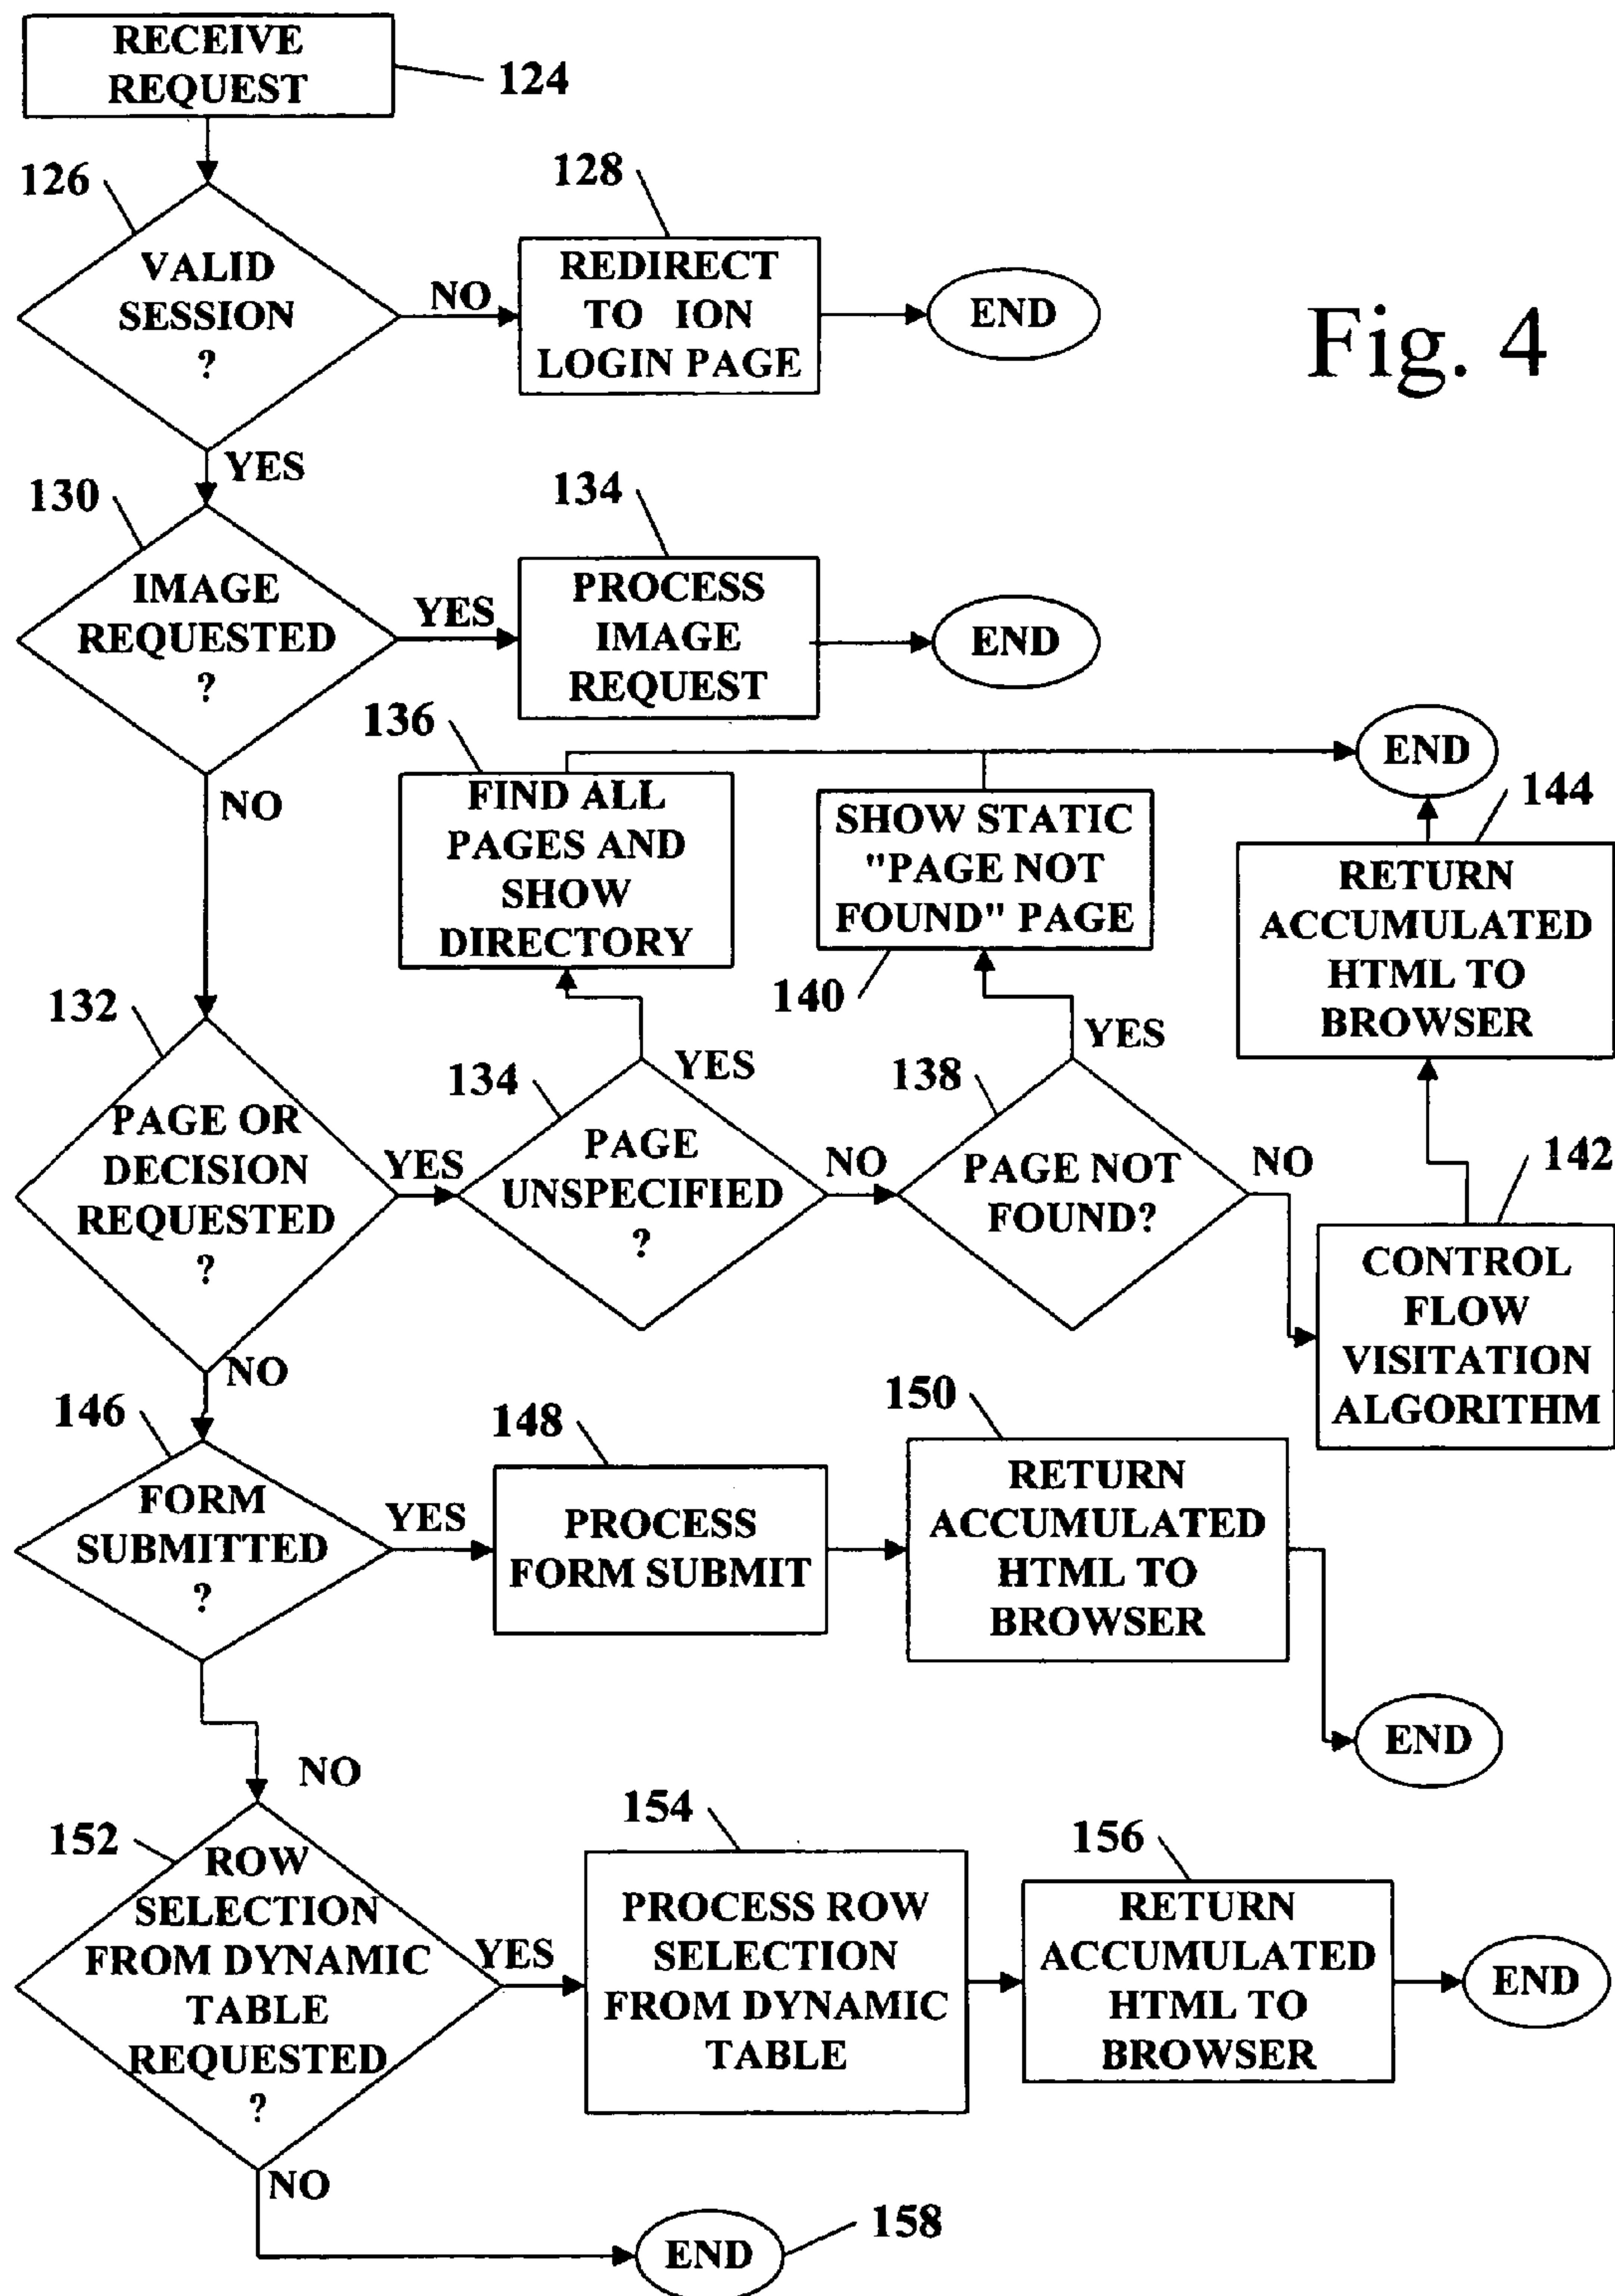 RECEIVE
REQUEST
124
126
VALID
SESSION
?
NO
128
REDIRECT
TO ION
LOGIN PAGE
END
Fig. 4
YES
130
IMAGE
REQUESTED
?
YES
134
PROCESS
IMAGE
REQUEST
END
NO
136
FIND ALL
PAGES AND
SHOW
DIRECTORY
SHOW STATIC
"PAGE NOT
FOUND" PAGE
140
END
144
RETURN
ACCUMULATED
HTML TO
BROWSER
132
PAGE OR
DECISION
REQUESTED
?
YES
134
PAGE
UNSPECIFIED
?
YES
NO
138
PAGE NOT
FOUND?
YES
NO
142
CONTROL
FLOW
VISITATION
ALGORITHM
NO
146
FORM
SUBMITTED
?
YES
148
PROCESS
FORM SUBMIT
150
RETURN
ACCUMULATED
HTML TO
BROWSER
END
NO
152
ROW
SELECTION
FROM DYNAMIC
TABLE
REQUESTED
?
YES
154
PROCESS ROW
SELECTION
FROM DYNAMIC
TABLE
156
RETURN
ACCUMULATED
HTML TO
BROWSER
END
NO
END
158